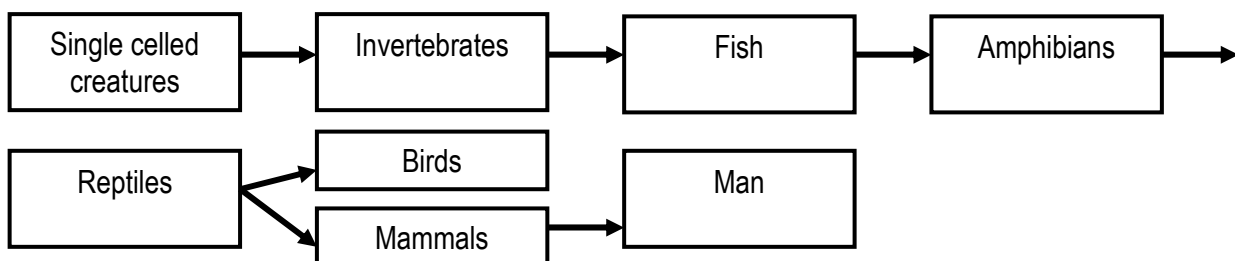 Single celled
creatures
Invertebrates
Fish
Amphibians
Reptiles
Birds
Mammals
Man